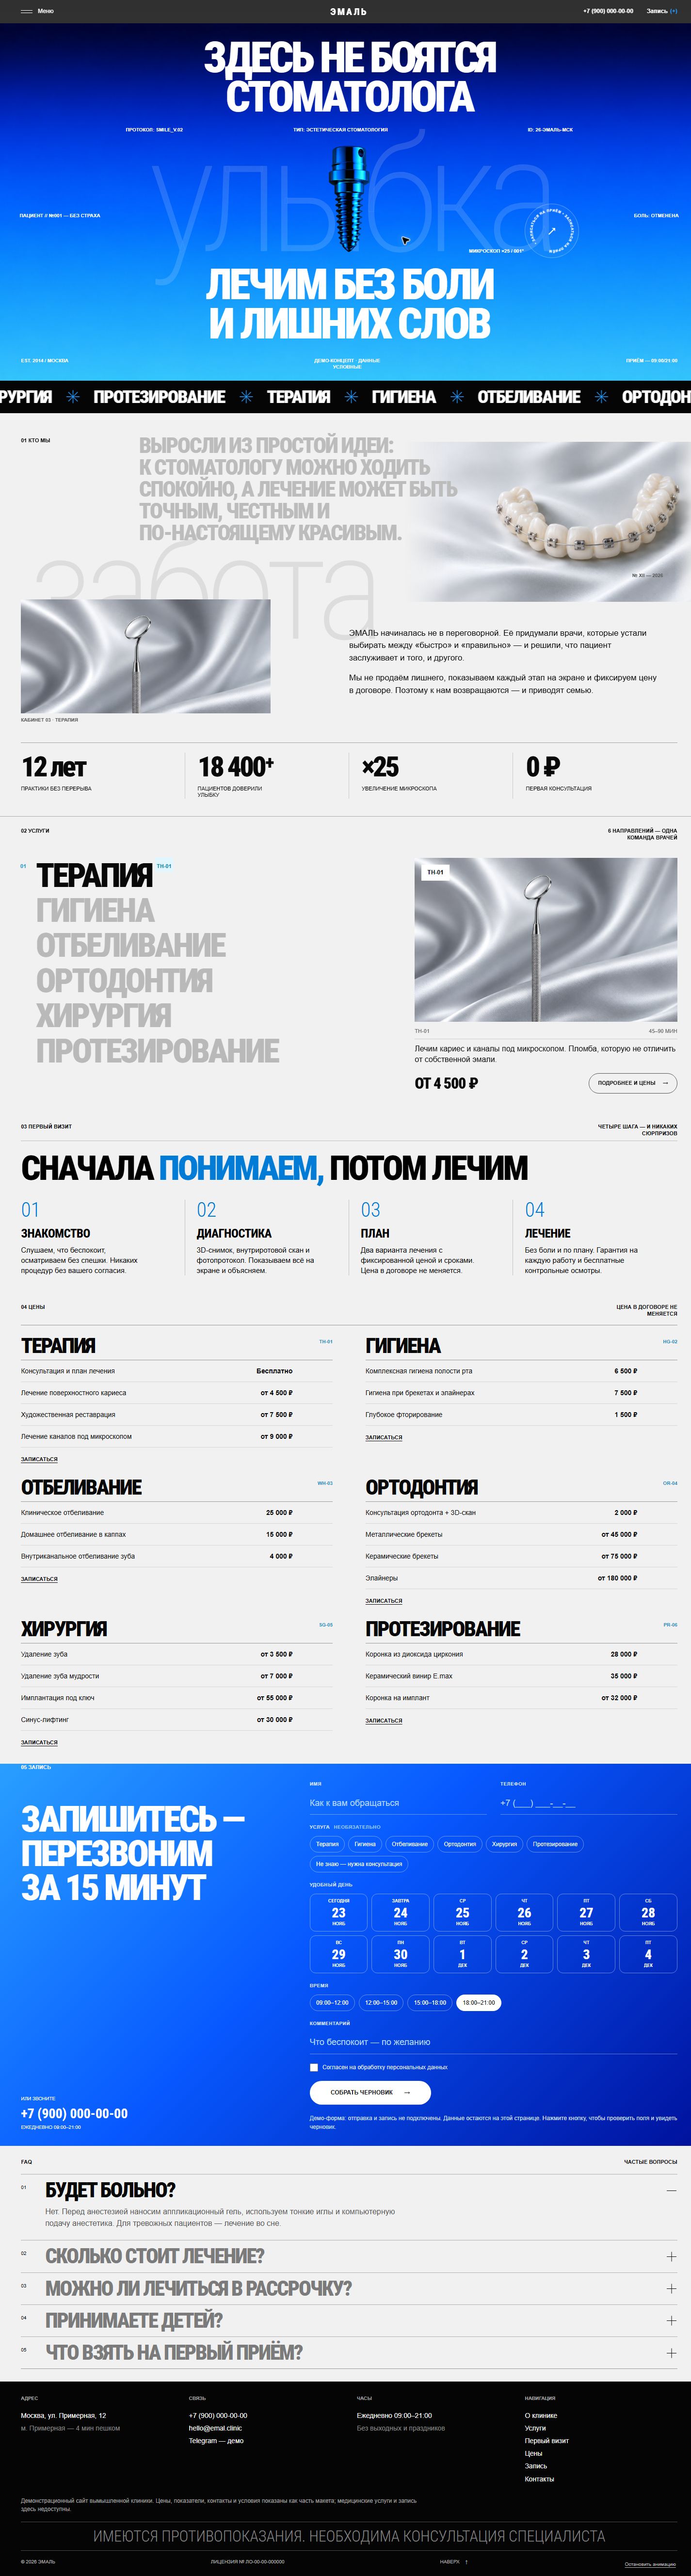 Меню
ЭМАЛЬ
+7 (900) 000-00-00
Запись (+)
ЗДЕСЬ НЕ БОЯТСЯ
СТОМАТОЛОГА
ПРОТОКОЛ: SMILE_V.02
ТИП: ЭСТЕТИЧЕСКАЯ СТОМАТОЛОГИЯ
ID: 26-ЭМАЛЬ-МСК
улыбка
ПАЦИЕНТ // №001 — БЕЗ СТРАХА
БОЛЬ: ОТМЕНЕНА
МИКРОСКОП ×25 / 001°
ЛЕЧИМ БЕЗ БОЛИ
И ЛИШНИХ СЛОВ
EST. 2014 / МОСКВА
ДЕМО-КОНЦЕПТ · ДАННЫЕ
УСЛОВНЫЕ
ПРИЁМ — 09:00/21:00
РУРГИЯ ПРОТЕЗИРОВАНИЕ ТЕРАПИЯ ГИГИЕНА ОТБЕЛИВАНИЕ ОРТОДОН
01 КТО МЫ
ВЫРОСЛИ ИЗ ПРОСТОЙ ИДЕИ:
К СТОМАТОЛОГУ МОЖНО ХОДИТЬ
СПОКОЙНО, А ЛЕЧЕНИЕ МОЖЕТ БЫТЬ
ТОЧНЫМ, ЧЕСТНЫМ И
ПО-НАСТОЯЩЕМУ КРАСИВЫМ.
забота
№ XII — 2026
ЭМАЛЬ начиналась не в переговорной. Её придумали врачи, которые устали
выбирать между «быстро» и «правильно» — и решили, что пациент
заслуживает и того, и другого.
Мы не продаём лишнего, показываем каждый этап на экране и фиксируем цену
в договоре. Поэтому к нам возвращаются — и приводят семью.
КАБИНЕТ 03 · ТЕРАПИЯ
12 лет
ПРАКТИКИ БЕЗ ПЕРЕРЫВА
18 400+
ПАЦИЕНТОВ ДОВЕРИЛИ
УЛЫБКУ
×25
УВЕЛИЧЕНИЕ МИКРОСКОПА
0 ₽
ПЕРВАЯ КОНСУЛЬТАЦИЯ
02 УСЛУГИ
6 НАПРАВЛЕНИЙ — ОДНА
КОМАНДА ВРАЧЕЙ
01 ТЕРАПИЯ TH-01
ГИГИЕНА
ОТБЕЛИВАНИЕ
ОРТОДОНТИЯ
ХИРУРГИЯ
ПРОТЕЗИРОВАНИЕ
TH-01
TH-01
45–90 МИН
Лечим кариес и каналы под микроскопом. Пломба, которую не отличить
от собственной эмали.
ОТ 4 500 ₽
ПОДРОБНЕЕ И ЦЕНЫ →
03 ПЕРВЫЙ ВИЗИТ
ЧЕТЫРЕ ШАГА — И НИКАКИХ
СЮРПРИЗОВ
СНАЧАЛА ПОНИМАЕМ, ПОТОМ ЛЕЧИМ
01
ЗНАКОМСТВО
Слушаем, что беспокоит,
осматриваем без спешки. Никаких
процедур без вашего согласия.
02
ДИАГНОСТИКА
3D-снимок, внутриротовой скан и
фотопротокол. Показываем всё на
экране и объясняем.
03
ПЛАН
Два варианта лечения с
фиксированной ценой и сроками.
Цена в договоре не меняется.
04
ЛЕЧЕНИЕ
Без боли и по плану. Гарантия на
каждую работу и бесплатные
контрольные осмотры.
04 ЦЕНЫ
ЦЕНА В ДОГОВОРЕ НЕ
МЕНЯЕТСЯ
ТЕРАПИЯ TH-01
Консультация и план лечения Бесплатно
Лечение поверхностного кариеса от 4 500 ₽
Художественная реставрация от 7 500 ₽
Лечение каналов под микроскопом от 9 000 ₽
ЗАПИСАТЬСЯ
ГИГИЕНА HG-02
Комплексная гигиена полости рта 6 500 ₽
Гигиена при брекетах и элайнерах 7 500 ₽
Глубокое фторирование 1 500 ₽
ЗАПИСАТЬСЯ
ОТБЕЛИВАНИЕ WH-03
Клиническое отбеливание 25 000 ₽
Домашнее отбеливание в каппах 15 000 ₽
Внутриканальное отбеливание зуба 4 000 ₽
ЗАПИСАТЬСЯ
ОРТОДОНТИЯ OR-04
Консультация ортодонта + 3D-скан 2 000 ₽
Металлические брекеты от 45 000 ₽
Керамические брекеты от 75 000 ₽
Элайнеры от 180 000 ₽
ЗАПИСАТЬСЯ
ХИРУРГИЯ SG-05
Удаление зуба от 3 500 ₽
Удаление зуба мудрости от 7 000 ₽
Имплантация под ключ от 55 000 ₽
Синус-лифтинг от 30 000 ₽
ЗАПИСАТЬСЯ
ПРОТЕЗИРОВАНИЕ PR-06
Коронка из диоксида циркония 28 000 ₽
Керамический винир E.max 35 000 ₽
Коронка на имплант от 32 000 ₽
ЗАПИСАТЬСЯ
05 ЗАПИСЬ
ЗАПИШИТЕСЬ —
ПЕРЕЗВОНИМ
ЗА 15 МИНУТ
ИЛИ ЗВОНИТЕ
+7 (900) 000-00-00
ЕЖЕДНЕВНО 09:00–21:00
ИМЯ
Как к вам обращаться
ТЕЛЕФОН
+7 (___) ___-__-__
УСЛУГА НЕОБЯЗАТЕЛЬНО
Терапия Гигиена Отбеливание Ортодонтия Хирургия Протезирование
Не знаю — нужна консультация
УДОБНЫЙ ДЕНЬ
СЕГОДНЯ ЗАВТРА СР ЧТ ПТ СБ
23 24 25 26 27 28
НОЯБ НОЯБ НОЯБ НОЯБ НОЯБ НОЯБ
ВС ПН ВТ СР ЧТ ПТ
29 30 1 2 3 4
НОЯБ НОЯБ ДЕК ДЕК ДЕК ДЕК
ВРЕМЯ
09:00–12:00 12:00–15:00 15:00–18:00 18:00–21:00
КОММЕНТАРИЙ
Что беспокоит — по желанию
Согласен на обработку персональных данных
СОБРАТЬ ЧЕРНОВИК →
Демо-форма: отправка и запись не подключены. Данные остаются на этой странице. Нажмите кнопку, чтобы проверить поля и увидеть
черновик.
FAQ
ЧАСТЫЕ ВОПРОСЫ
01 БУДЕТ БОЛЬНО?
Нет. Перед анестезией наносим аппликационный гель, используем тонкие иглы и компьютерную
подачу анестетика. Для тревожных пациентов — лечение во сне.
02 СКОЛЬКО СТОИТ ЛЕЧЕНИЕ?
03 МОЖНО ЛИ ЛЕЧИТЬСЯ В РАССРОЧКУ?
04 ПРИНИМАЕТЕ ДЕТЕЙ?
05 ЧТО ВЗЯТЬ НА ПЕРВЫЙ ПРИЁМ?
АДРЕС
Москва, ул. Примерная, 12
м. Примерная — 4 мин пешком
СВЯЗЬ
+7 (900) 000-00-00
hello@emal.clinic
Telegram — демо
ЧАСЫ
Ежедневно 09:00–21:00
Без выходных и праздников
НАВИГАЦИЯ
О клинике
Услуги
Первый визит
Цены
Запись
Контакты
Демонстрационный сайт вымышленной клиники. Цены, показатели, контакты и условия показаны как часть макета; медицинские услуги и запись
здесь недоступны.
ИМЕЮТСЯ ПРОТИВОПОКАЗАНИЯ. НЕОБХОДИМА КОНСУЛЬТАЦИЯ СПЕЦИАЛИСТА
© 2026 ЭМАЛЬ
ЛИЦЕНЗИЯ № ЛО-00-00-000000
НАВЕРХ ↑
Остановить анимацию